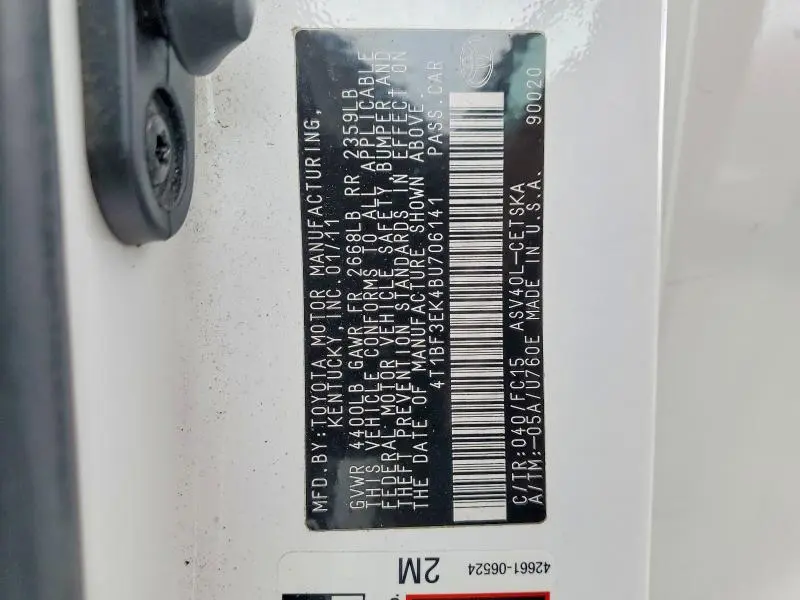 MFD.BY:TOYOTA MOTOR MANUFACTURING,
KENTUCKY,INC.01/11
GVWR 4400LB GAWR FR 2668LB RR 2359LB
THIS VEHICLE CONFORMS TO ALL APPLICABLE
FEDERAL MOTOR VEHICLE SAFETY, BUMPER,AND
THEFT PREVENTION STANDARDS IN EFFECT ON
THE DATE OF MANUFACTURE SHOWN ABOVE.
4T1BF3EK4BU706141 PASS.CAR
C/TR:040/FC15 ASV40L-CETSKA
A/TM:-05A/U760E MADE IN U.S.A. 90020
42661-06524
2M